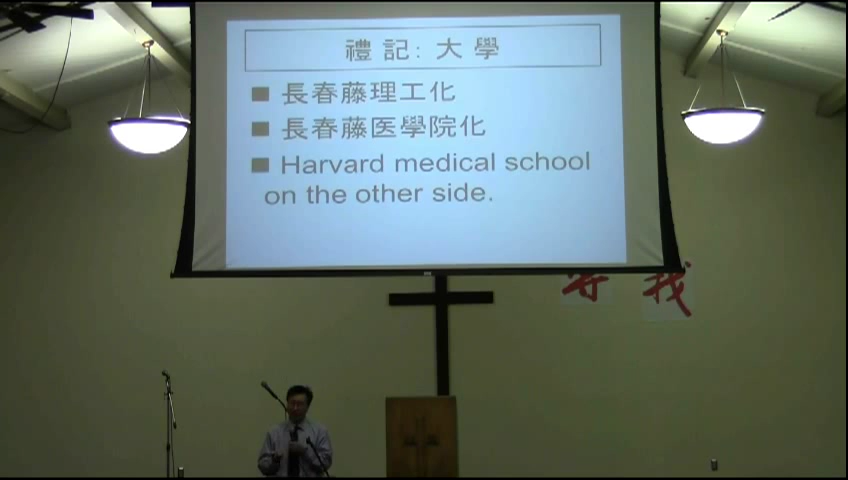 禮記: 大學
■ 長春藤理工化
■ 長春藤医學院化
■ Harvard medical school
on the other side.
我